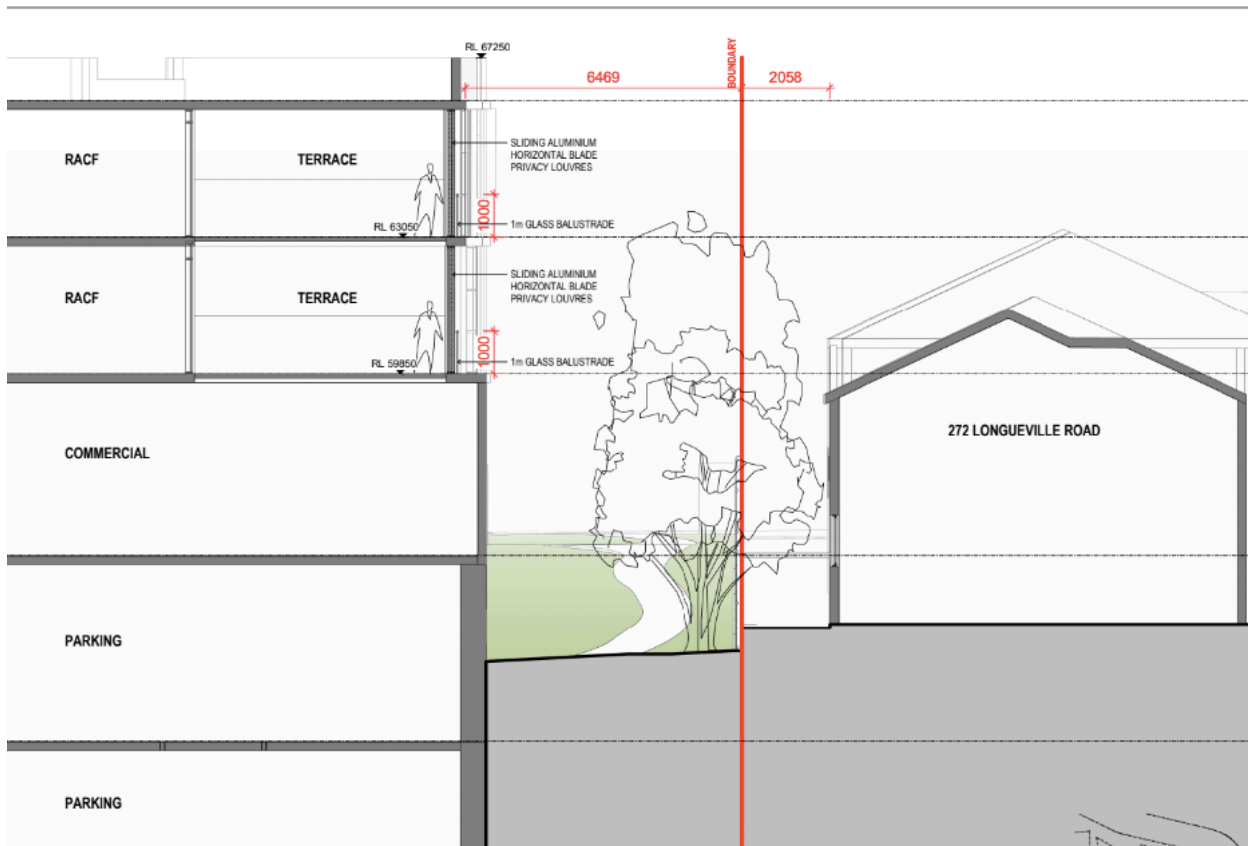 RL 67250
BOUNDARY
6469
2058
RACF
TERRACE
SLIDING ALUMINIUM
HORIZONTAL BLADE
PRIVACY LOUVRES
1000
1m GLASS BALUSTRADE
RL 63050
RACF
TERRACE
SLIDING ALUMINIUM
HORIZONTAL BLADE
PRIVACY LOUVRES
1000
1m GLASS BALUSTRADE
RL 59850
COMMERCIAL
272 LONGUEVILLE ROAD
PARKING
PARKING